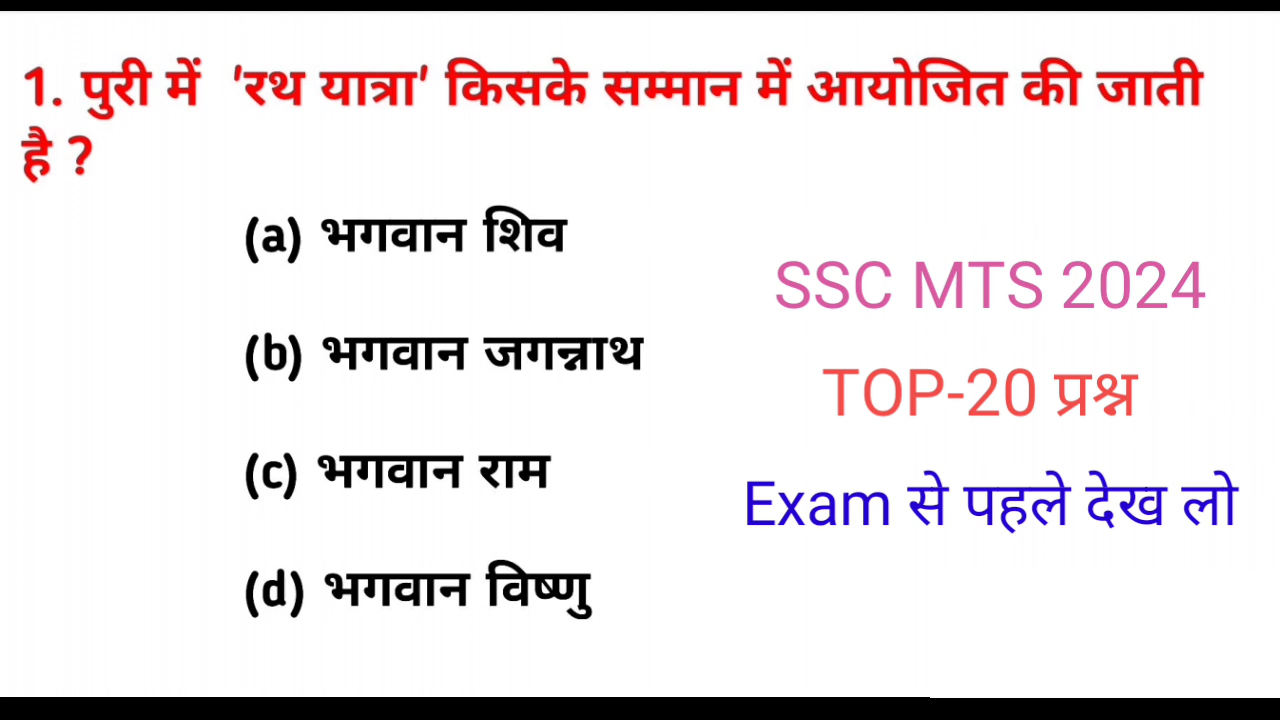 1. पुरी में 'रथ यात्रा' किसके सम्मान में आयोजित की जाती
है ?
(a) भगवान शिव
(b) भगवान जगन्नाथ
(c) भगवान राम
(d) भगवान विष्णु
SSC MTS 2024
TOP-20 प्रश्न
Exam से पहले देख लो